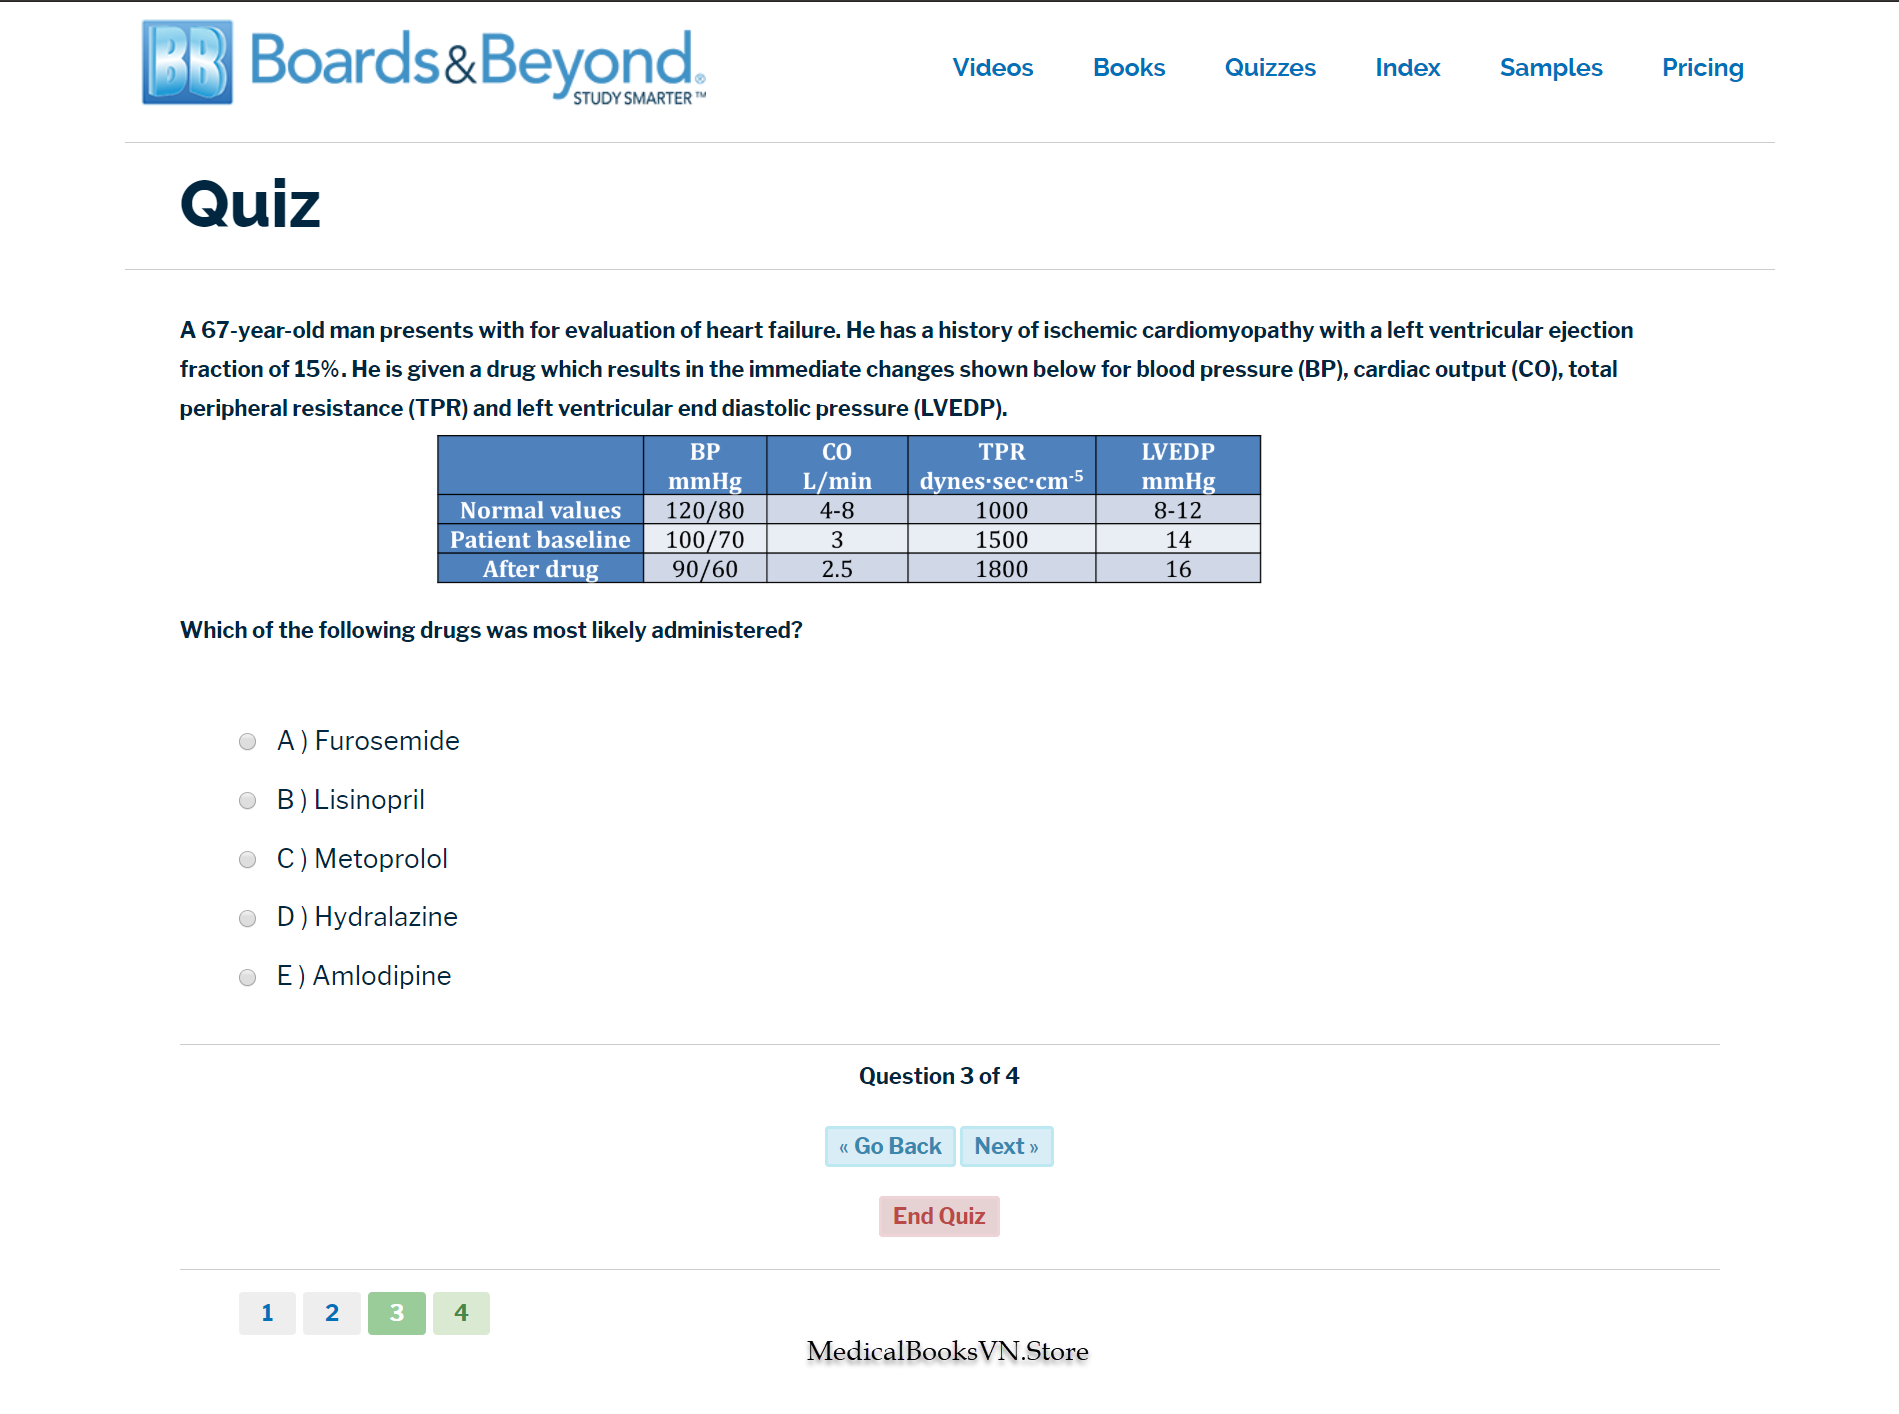 BB Boards&Beyond®
STUDY SMARTER™
Videos Books Quizzes Index Samples Pricing
Quiz
A 67-year-old man presents with for evaluation of heart failure. He has a history of ischemic cardiomyopathy with a left ventricular ejection
fraction of 15%. He is given a drug which results in the immediate changes shown below for blood pressure (BP), cardiac output (CO), total
peripheral resistance (TPR) and left ventricular end diastolic pressure (LVEDP).
BP CO TPR LVEDP
mmHg L/min dynes·sec·cm-5 mmHg
Normal values 120/80 4-8 1000 8-12
Patient baseline 100/70 3 1500 14
After drug 90/60 2.5 1800 16
Which of the following drugs was most likely administered?
A ) Furosemide
B ) Lisinopril
C ) Metoprolol
D ) Hydralazine
E ) Amlodipine
Question 3 of 4
« Go Back Next »
End Quiz
1 2 3 4
MedicalBooksVN.Store